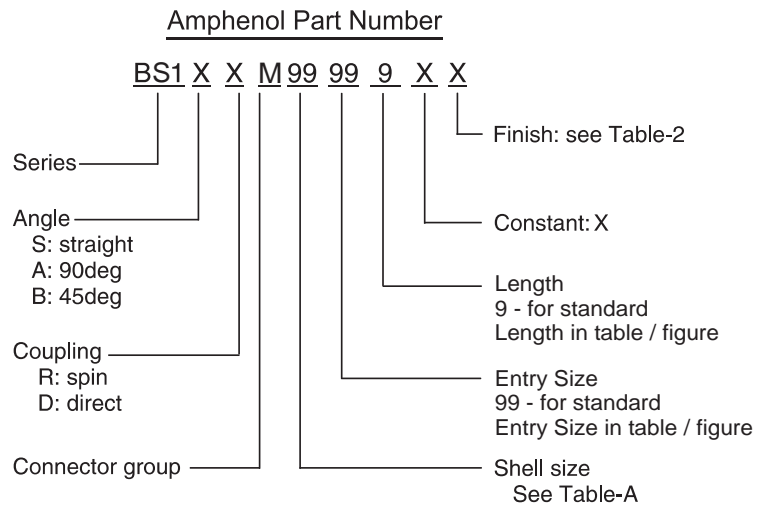 Amphenol Part Number
BS1 X X M 99 99 9 X X
Series
Angle
S: straight
A: 90deg
B: 45deg
Coupling
R: spin
D: direct
Connector group
Finish: see Table-2
Constant: X
Length
9 - for standard
Length in table / figure
Entry Size
99 - for standard
Entry Size in table / figure
Shell size
See Table-A